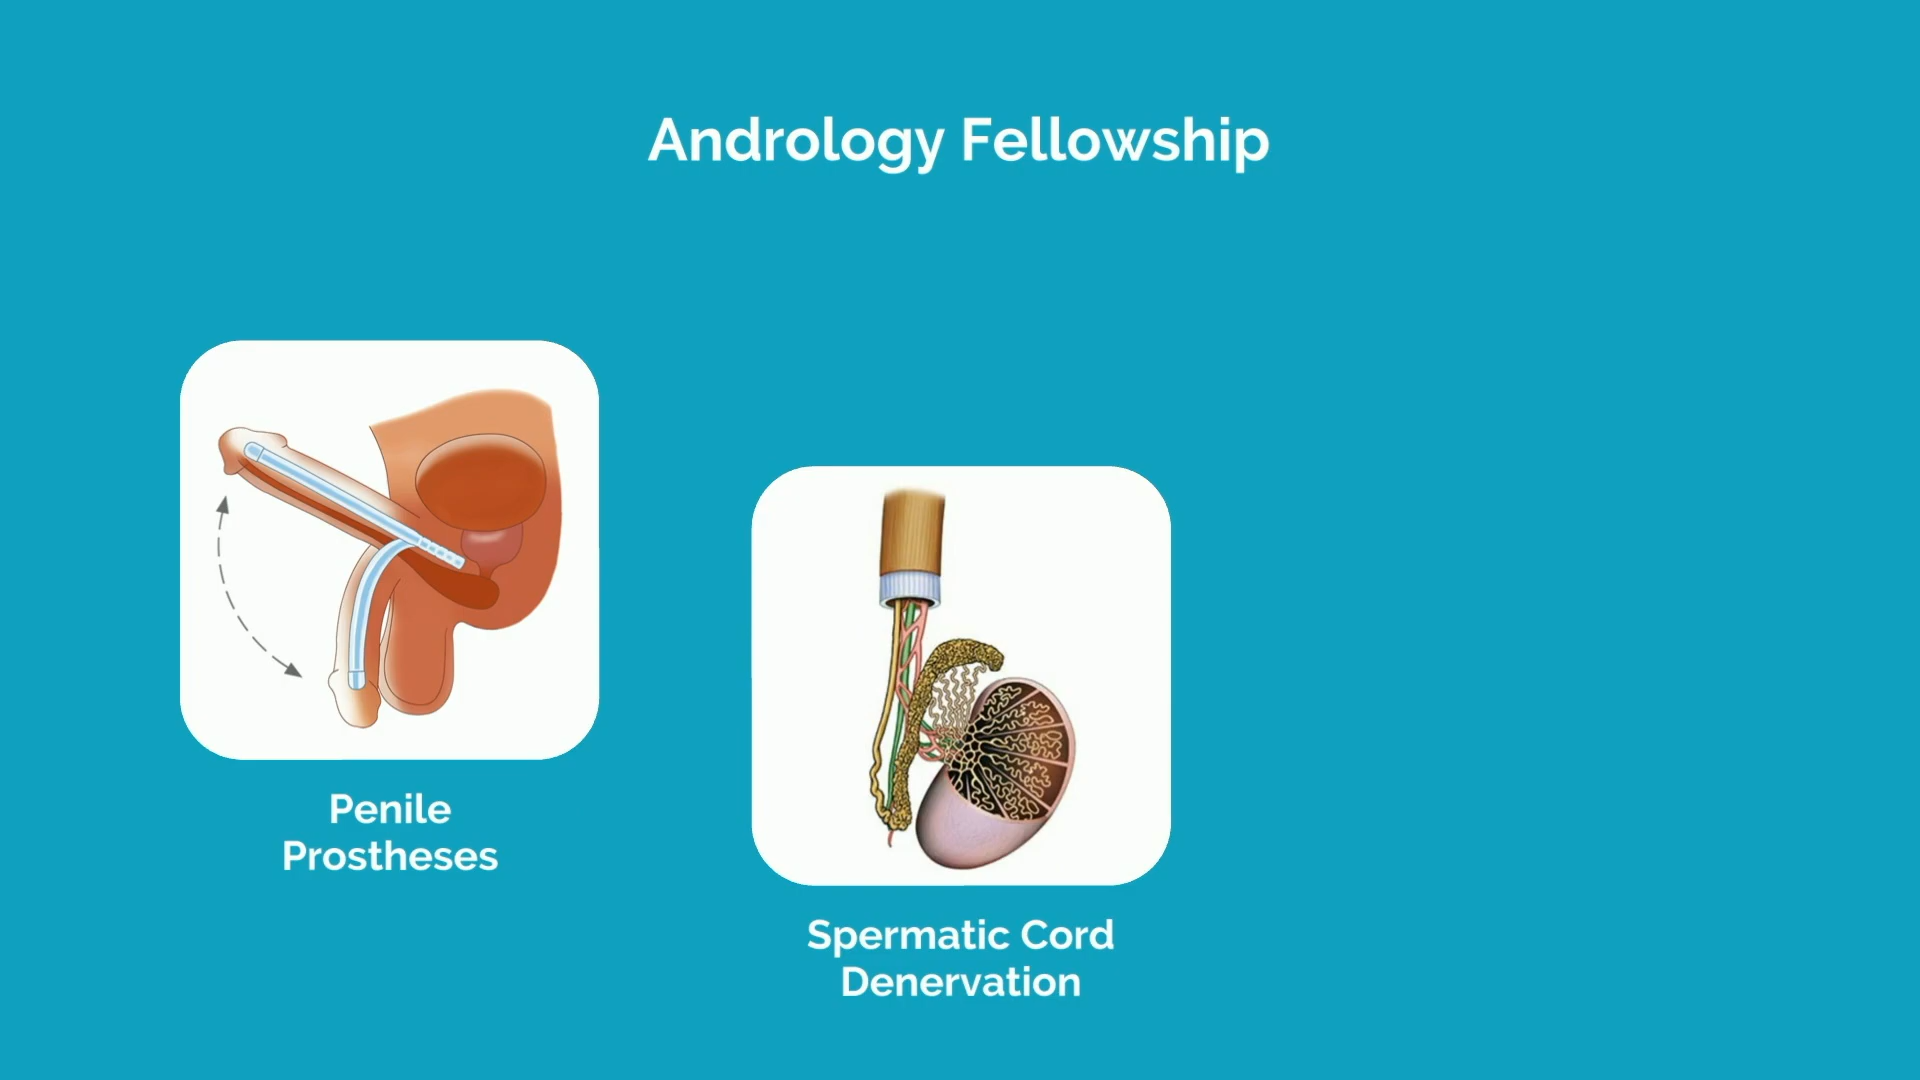 Andrology Fellowship
Penile
Prostheses
Spermatic Cord
Denervation